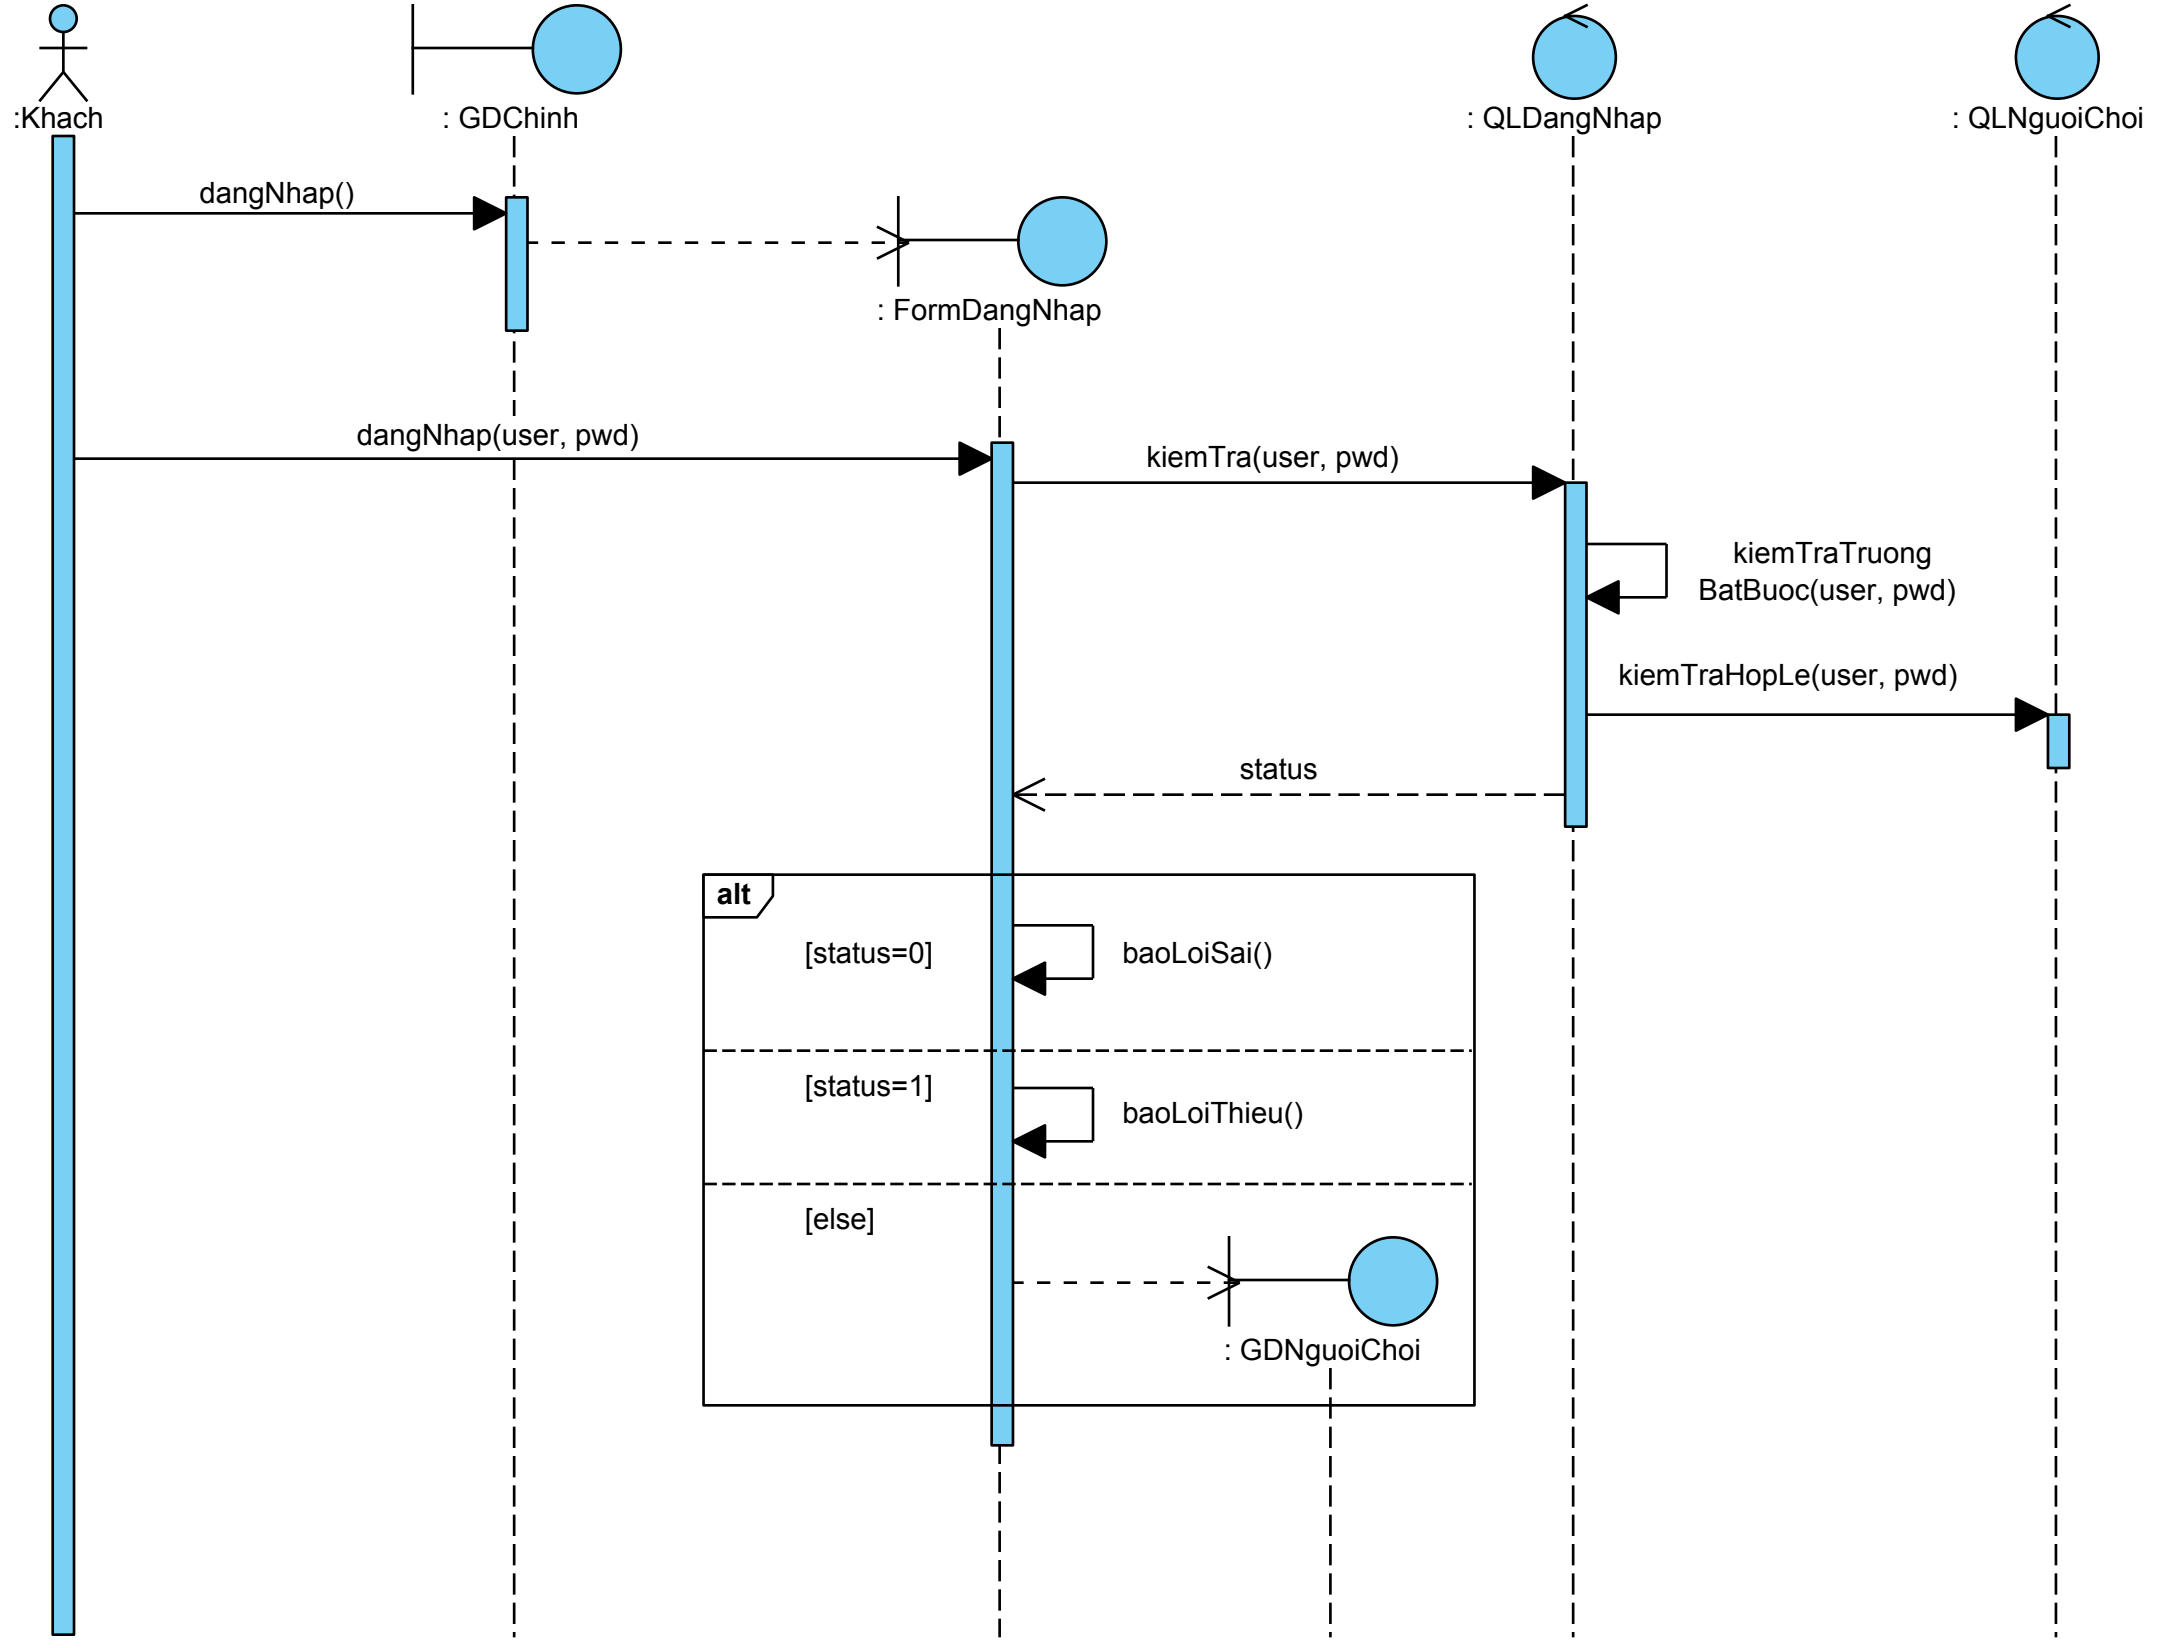 :Khach
: GDChinh
: QLDangNhap
: QLNguoiChoi
dangNhap()
: FormDangNhap
dangNhap(user, pwd)
kiemTra(user, pwd)
kiemTraTruong
BatBuoc(user, pwd)
kiemTraHopLe(user, pwd)
status
alt
[status=0]
baoLoiSai()
[status=1]
baoLoiThieu()
[else]
: GDNguoiChoi